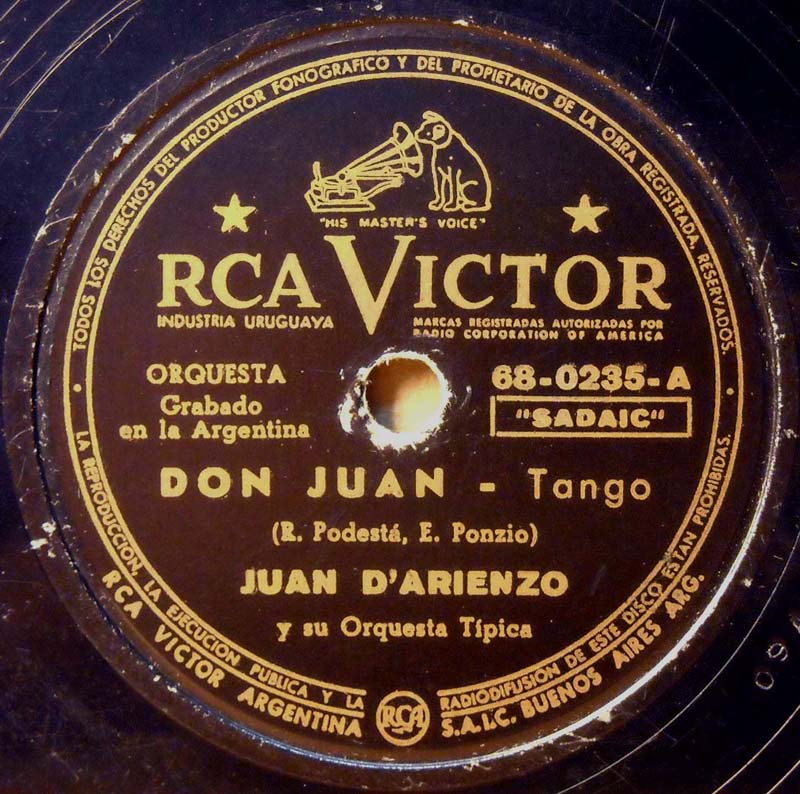 • TODOS LOS DERECHOS DEL PRODUCTOR FONOGRAFICO Y DEL PROPIETARIO DE LA OBRA REGISTRADA, RESERVADOS. •
"HIS MASTER'S VOICE"
RCA VICTOR
INDUSTRIA URUGUAYA
MARCAS REGISTRADAS AUTORIZADAS POR
RADIO CORPORATION OF AMERICA
ORQUESTA
Grabado
en la Argentina
68-0235-A
"SADAIC"
DON JUAN - Tango
(R. Podestá, E. Ponzio)
JUAN D'ARIENZO
y su Orquesta Típica
LA REPRODUCCION, LA EJECUCION PUBLICA Y LA RADIODIFUSION DE ESTE DISCO ESTAN PROHIBIDAS.
RCA VICTOR ARGENTINA RCA S.A.I.C. BUENOS AIRES ARG.